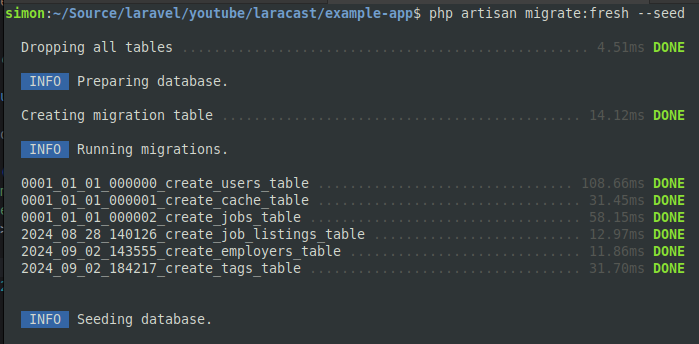 simon:~/Source/laravel/youtube/laracast/example-app$ php artisan migrate:fresh --seed
Dropping all tables ................................................... 4.51ms DONE
INFO Preparing database.
Creating migration table ............................................. 14.12ms DONE
INFO Running migrations.
0001_01_01_000000_create_users_table ................................ 108.66ms DONE
0001_01_01_000001_create_cache_table ................................. 31.45ms DONE
0001_01_01_000002_create_jobs_table .................................. 58.15ms DONE
2024_08_28_140126_create_job_listings_table .......................... 12.97ms DONE
2024_09_02_143555_create_employers_table ............................. 11.86ms DONE
2024_09_02_184217_create_tags_table .................................. 31.70ms DONE
INFO Seeding database.